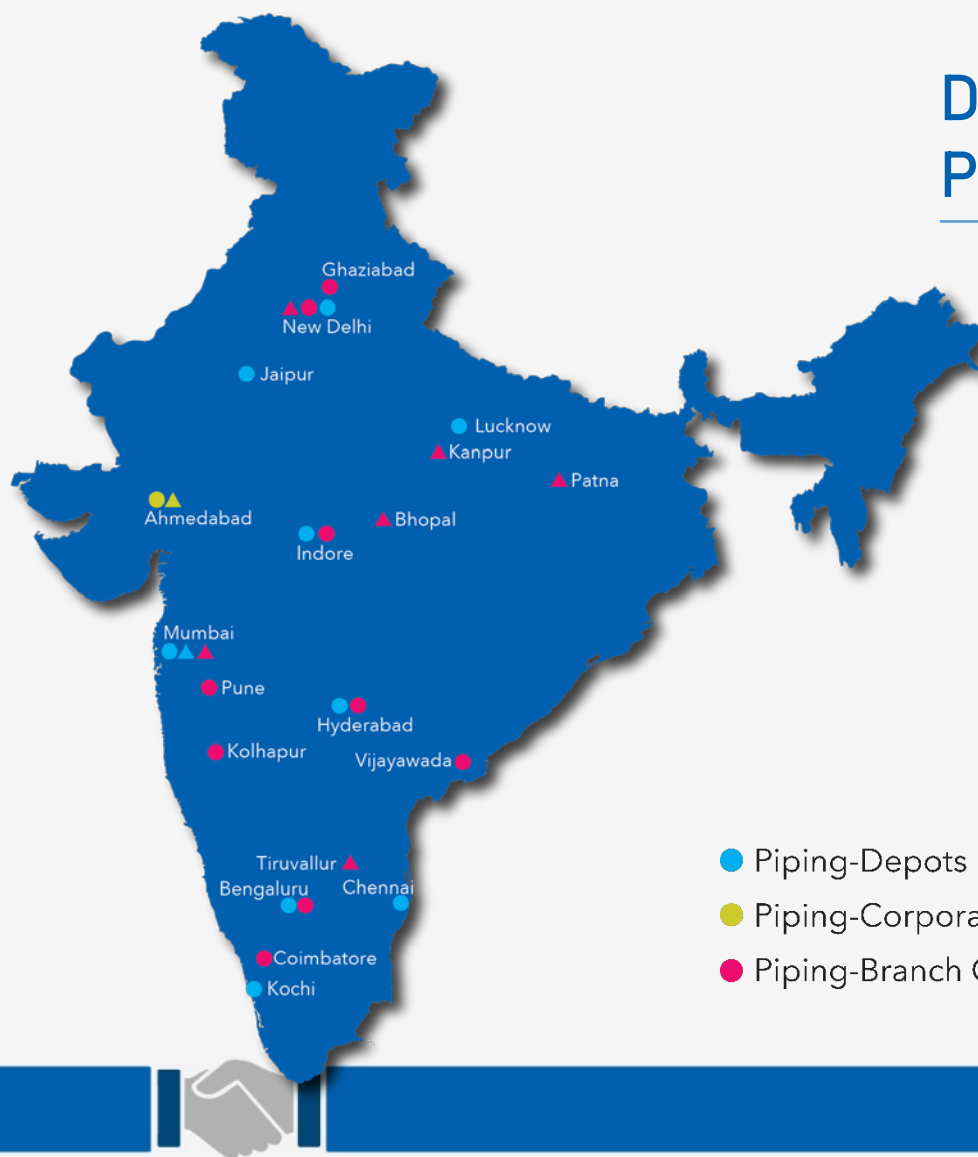 D
P
Ghaziabad
New Delhi
Jaipur
Lucknow
Kanpur
Patna
Ahmedabad
Bhopal
Indore
Mumbai
Pune
Hyderabad
Kolhapur
Vijayawada
Tiruvallur
Bengaluru
Chennai
Coimbatore
Kochi
Piping-Depots
Piping-Corpora
Piping-Branch